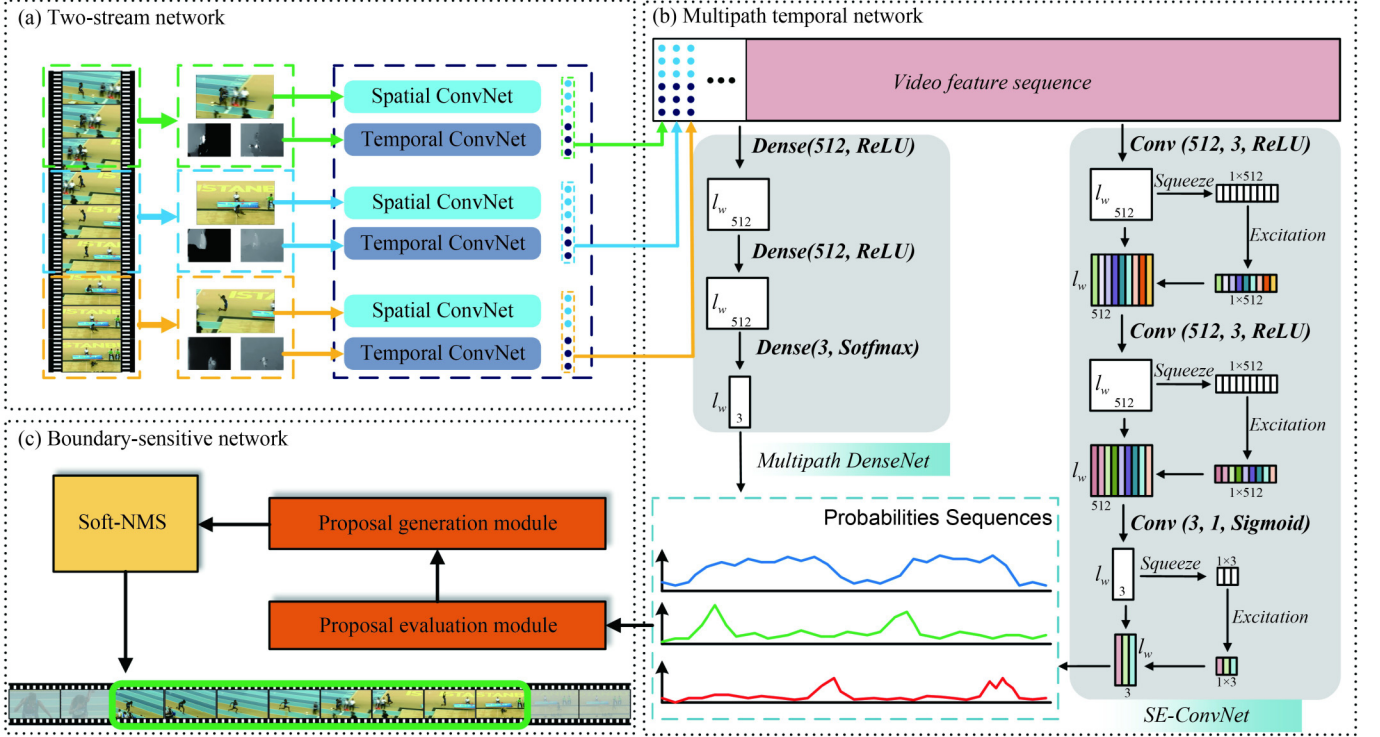 (a) Two-stream network
Spatial ConvNet
Temporal ConvNet
Spatial ConvNet
Temporal ConvNet
Spatial ConvNet
Temporal ConvNet
(b) Multipath temporal network
Video feature sequence
Dense(512, ReLU)
l_w
512
Dense(512, ReLU)
l_w
512
Dense(3, Sotfmax)
l_w
3
Multipath DenseNet
Conv (512, 3, ReLU)
l_w
512
Squeeze
1×512
Excitation
l_w
512
1×512
Conv (512, 3, ReLU)
l_w
512
Squeeze
1×512
Excitation
l_w
512
1×512
Conv (3, 1, Sigmoid)
l_w
3
Squeeze
1×3
Excitation
l_w
3
1×3
SE-ConvNet
Probabilities Sequences
(c) Boundary-sensitive network
Soft-NMS
Proposal generation module
Proposal evaluation module